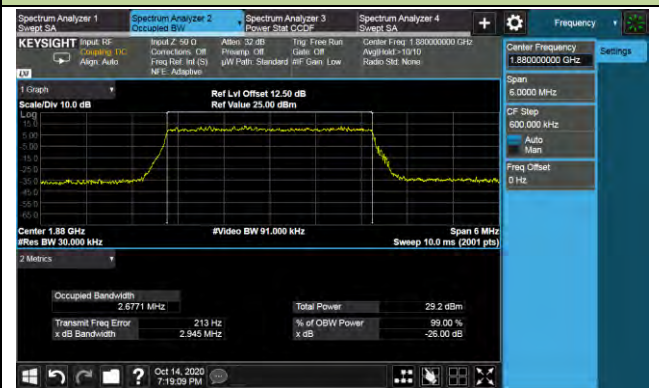 Spectrum Analyzer 1
Swept SA
Spectrum Analyzer 2
Occupied BW
Spectrum Analyzer 3
Power Stat CCDF
Spectrum Analyzer 4
Swept SA
+
Frequency
KEYSIGHT
Input: RF
Coupling: DC
Align: Auto
Input Z: 50 Ω
Corrections: Off
Freq Ref: Int (S)
NFE: Adaptive
Atten: 32 dB
Preamp: Off
µW Path: Standard
Trig: Free Run
Gate: Off
#IF Gain: Low
Center Freq: 1.880000000 GHz
Avg|Hold:>10/10
Radio Std: None
Center Frequency
1.880000000 GHz
Settings
Span
6.0000 MHz
CF Step
600.000 kHz
Auto
Man
Freq Offset
0 Hz
1 Graph
Scale/Div 10.0 dB
Ref Lvl Offset 12.50 dB
Ref Value 25.00 dBm
Log
15.0
5.00
-5.00
-15.0
-25.0
-35.0
-45.0
-55.0
-65.0
Center 1.88 GHz
#Res BW 30.000 kHz
#Video BW 91.000 kHz
Span 6 MHz
Sweep 10.0 ms (2001 pts)
2 Metrics
Occupied Bandwidth
2.6771 MHz
Total Power
29.2 dBm
Transmit Freq Error
213 Hz
% of OBW Power
99.00 %
x dB Bandwidth
2.945 MHz
x dB
-26.00 dB
?
Oct 14, 2020
7:19:09 PM